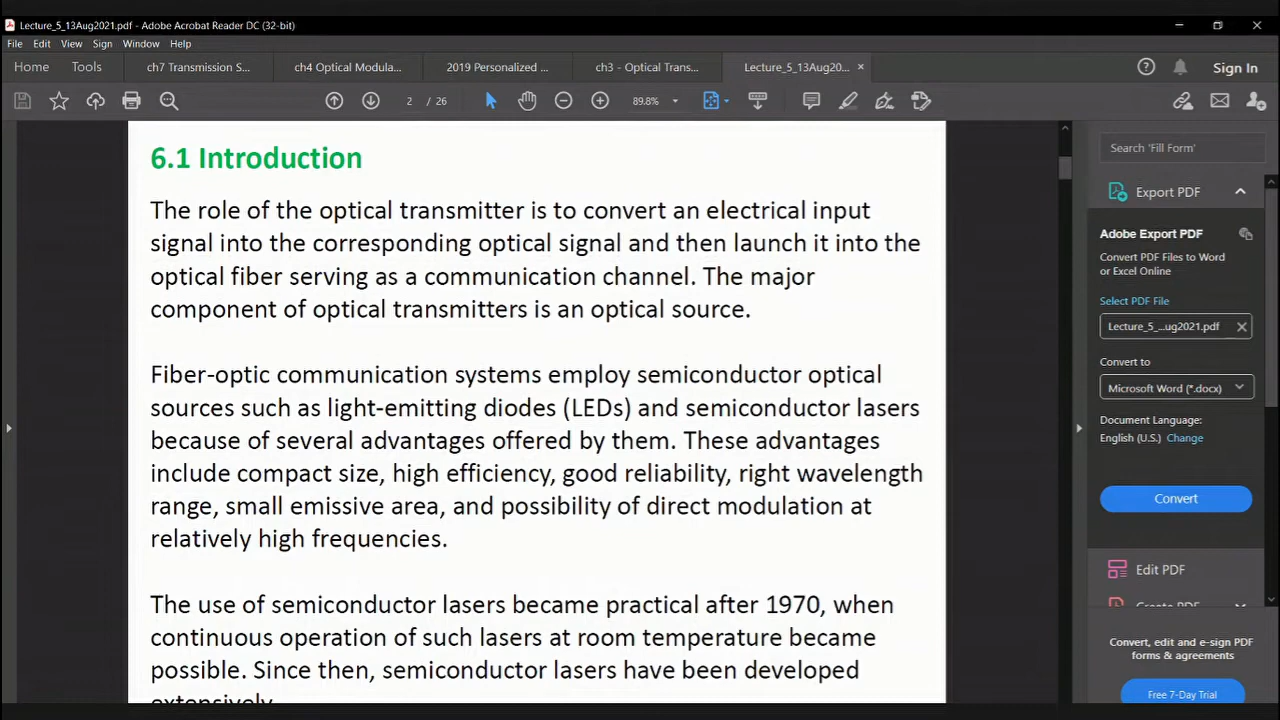 Lecture_5_13Aug2021.pdf - Adobe Acrobat Reader DC (32-bit)
File Edit View Sign Window Help
Home Tools ch7 Transmission S... ch4 Optical Modula... 2019 Personalized ... ch3 - Optical Trans... Lecture_5_13Aug20... × Sign In
2 / 26 89.8%
6.1 Introduction
The role of the optical transmitter is to convert an electrical input
signal into the corresponding optical signal and then launch it into the
optical fiber serving as a communication channel. The major
component of optical transmitters is an optical source.
Fiber-optic communication systems employ semiconductor optical
sources such as light-emitting diodes (LEDs) and semiconductor lasers
because of several advantages offered by them. These advantages
include compact size, high efficiency, good reliability, right wavelength
range, small emissive area, and possibility of direct modulation at
relatively high frequencies.
The use of semiconductor lasers became practical after 1970, when
continuous operation of such lasers at room temperature became
possible. Since then, semiconductor lasers have been developed
extensively.
Search 'Fill Form'
Export PDF
Adobe Export PDF
Convert PDF Files to Word
or Excel Online
Select PDF File
Lecture_5_...ug2021.pdf
Convert to
Microsoft Word (*.docx)
Document Language:
English (U.S.) Change
Convert
Edit PDF
Create PDF
Convert, edit and e-sign PDF
forms & agreements
Free 7-Day Trial